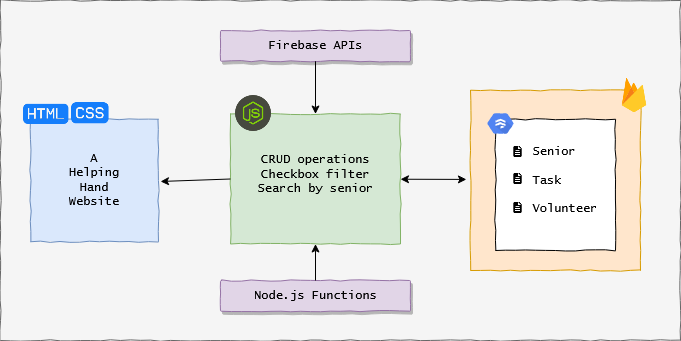 Firebase APIs
HTML CSS
A
Helping
Hand
Website
JS
CRUD operations
Checkbox filter
Search by senior
Senior
Task
Volunteer
Node.js Functions